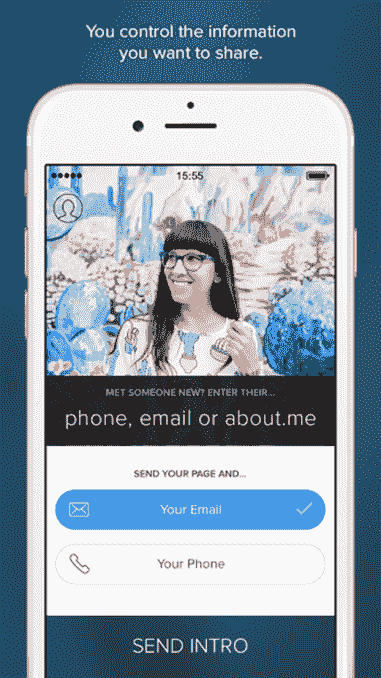 You control the information
you want to share.
15:55
MET SOMEONE NEW? ENTER THEIR...
phone, email or about.me
SEND YOUR PAGE AND...
Your Email
Your Phone
SEND INTRO